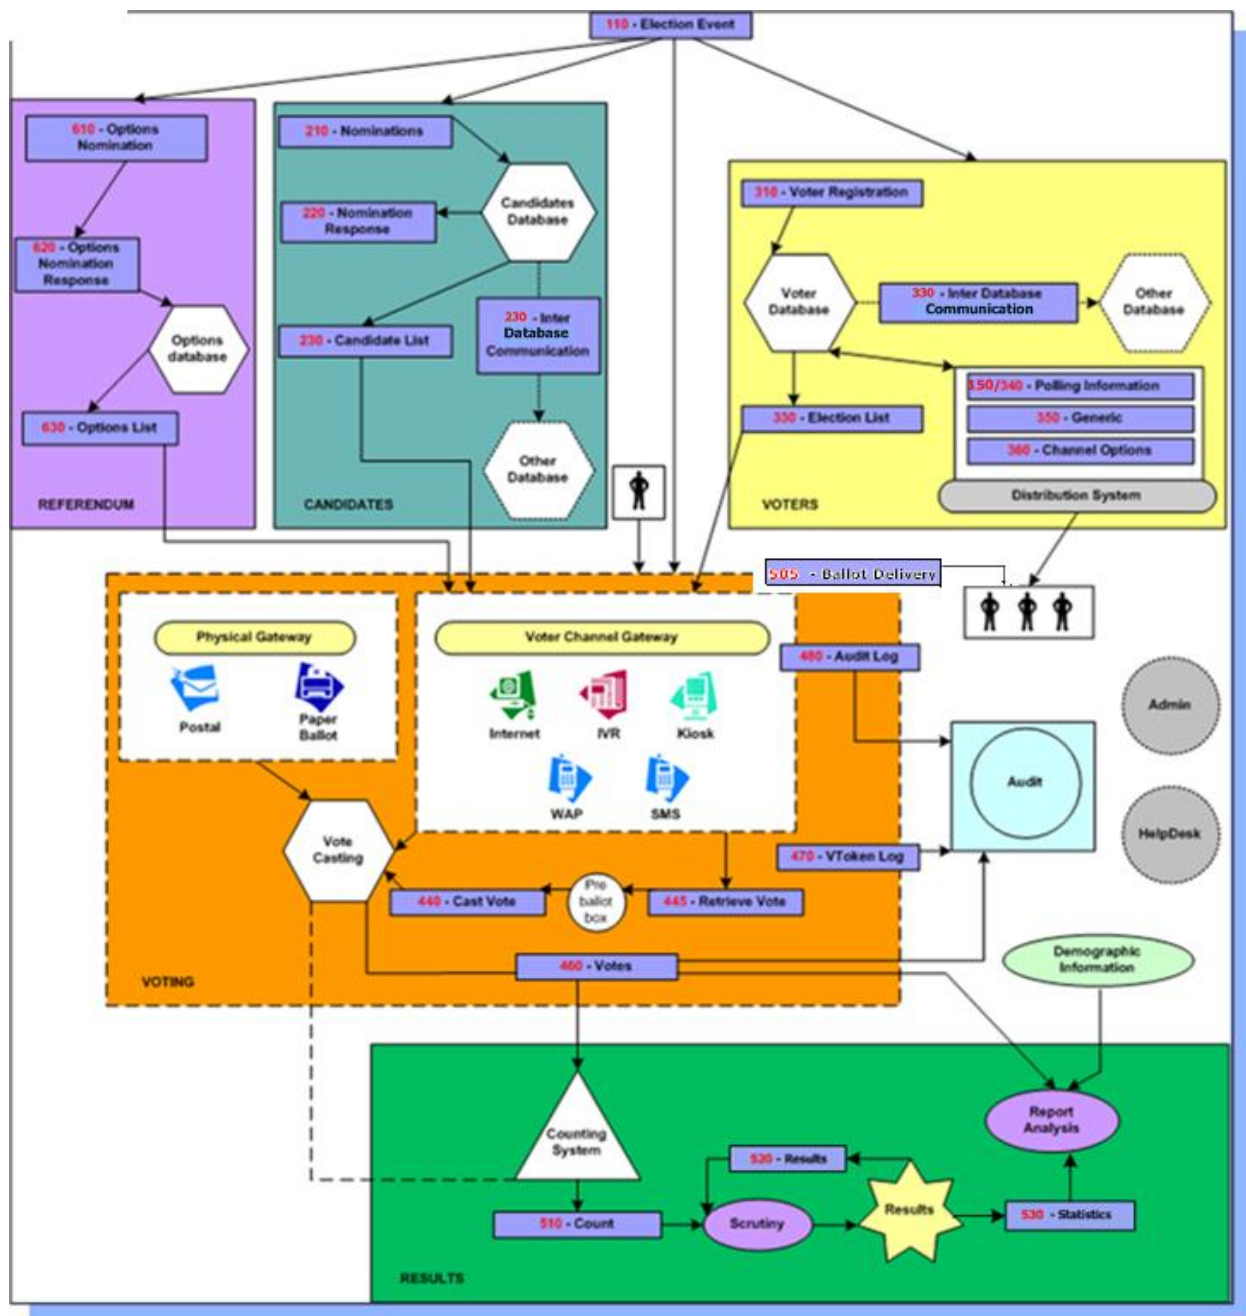 110 - Election Event
610 - Options
Nomination
620 - Options
Nomination
Response
Options
database
630 - Options List
REFERENDUM
210 - Nominations
Candidates
Database
220 - Nomination
Response
230 - Inter
Database
Communication
230 - Candidate List
Other
Database
CANDIDATES
310 - Voter Registration
Voter
Database
330 - Inter Database
Communication
Other
Database
150/340 - Polling Information
350 - Generic
360 - Channel Options
330 - Election List
Distribution System
VOTERS
505 - Ballot Delivery
Physical Gateway
Postal
Paper
Ballot
Voter Channel Gateway
Internet
IVR
Kiosk
WAP
SMS
480 - Audit Log
Admin
Audit
HelpDesk
Vote
Casting
470 - VToken Log
440 - Cast Vote
Pre
ballot
box
445 - Retrieve Vote
460 - Votes
VOTING
Demographic
Information
Counting
System
Report
Analysis
520 - Results
510 - Count
Scrutiny
Results
530 - Statistics
RESULTS